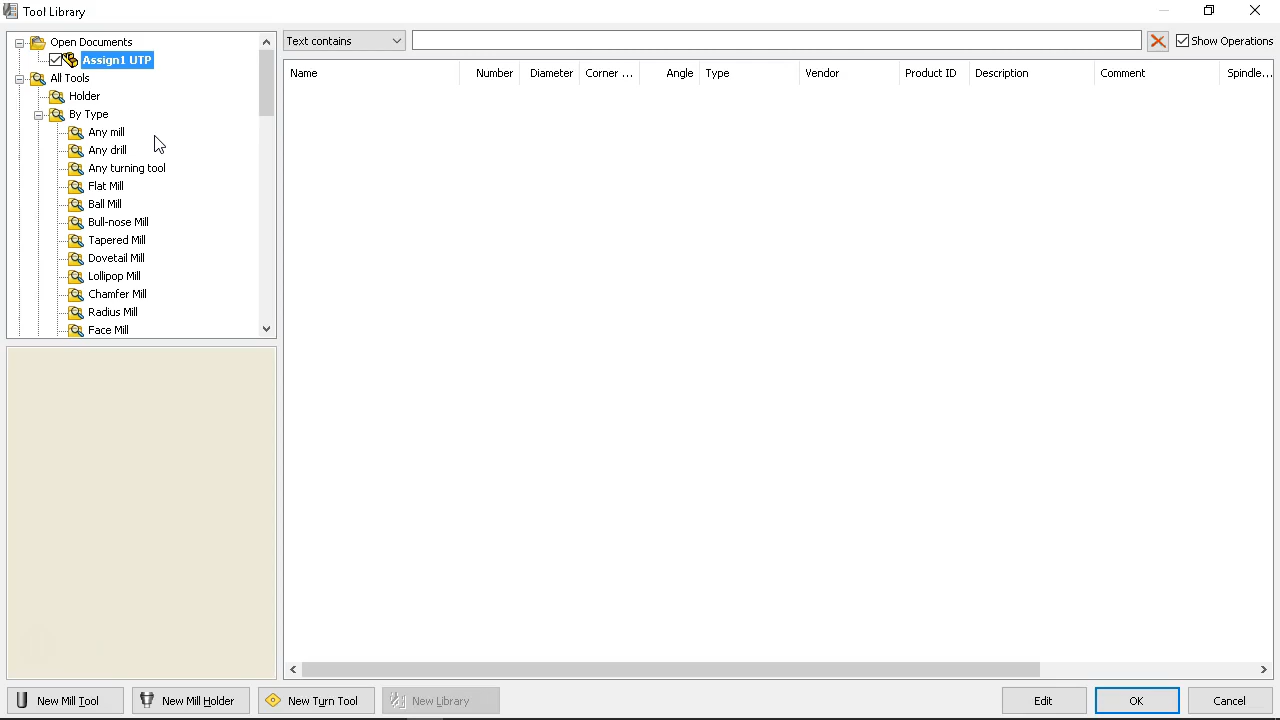 Tool Library
Open Documents
Assign1 UTP
All Tools
Holder
By Type
Any mill
Any drill
Any turning tool
Flat Mill
Ball Mill
Bull-nose Mill
Tapered Mill
Dovetail Mill
Lollipop Mill
Chamfer Mill
Radius Mill
Face Mill
Text contains
Show Operations
Name Number Diameter Corner ... Angle Type Vendor Product ID Description Comment Spindle...
New Mill Tool New Mill Holder New Turn Tool New Library Edit OK Cancel